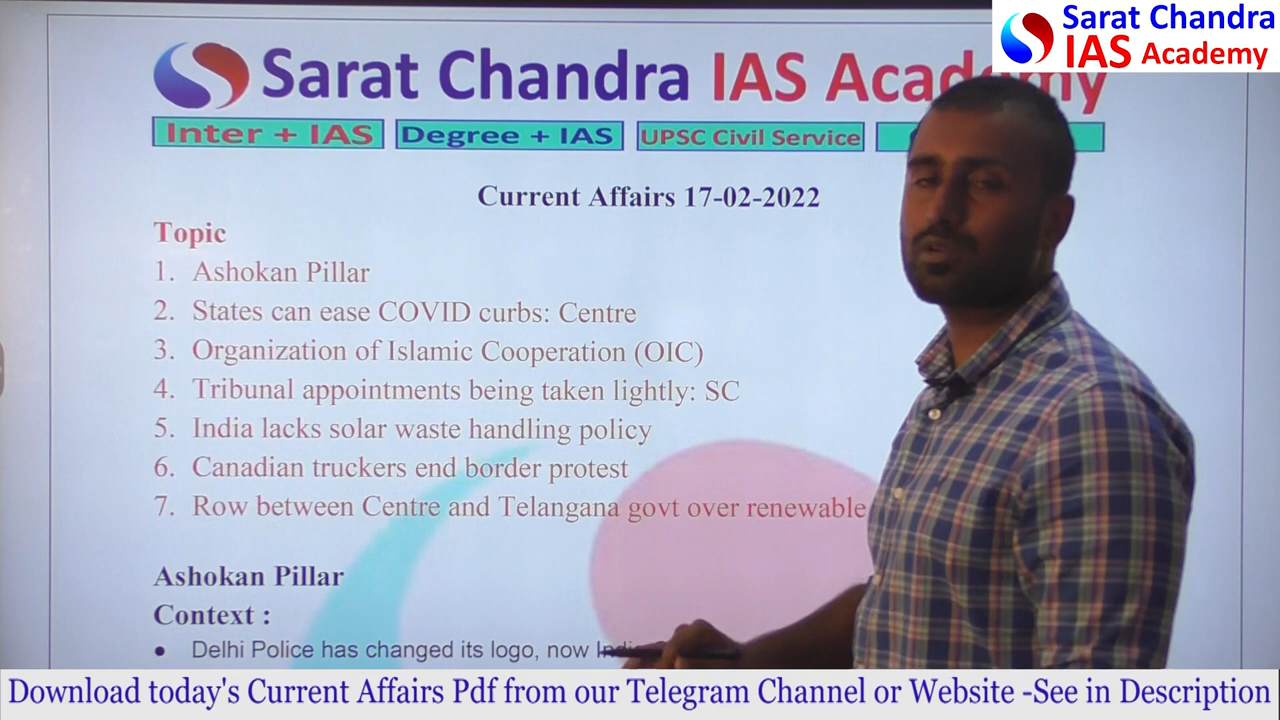 Sarat Chandra
IAS Academy
Sarat Chandra IAS Academy
Inter + IAS
Degree + IAS
UPSC Civil Service
Current Affairs 17-02-2022
Topic
1. Ashokan Pillar
2. States can ease COVID curbs: Centre
3. Organization of Islamic Cooperation (OIC)
4. Tribunal appointments being taken lightly: SC
5. India lacks solar waste handling policy
6. Canadian truckers end border protest
7. Row between Centre and Telangana govt over renewable
Ashokan Pillar
Context :
• Delhi Police has changed its logo, now
Download today's Current Affairs Pdf from our Telegram Channel or Website -See in Description